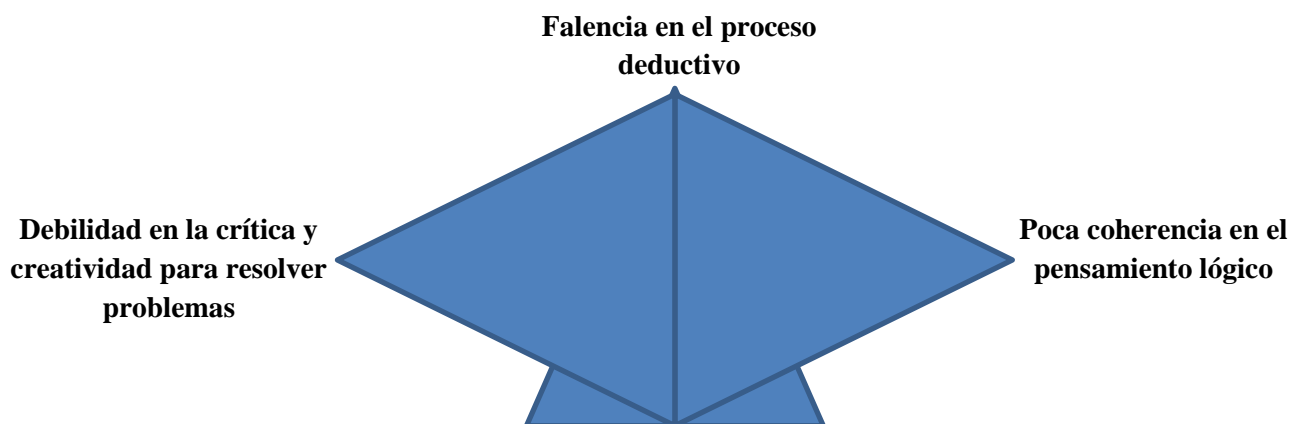 Falencia en el proceso
deductivo
Debilidad en la crítica y
creatividad para resolver
problemas
Poca coherencia en el
pensamiento lógico